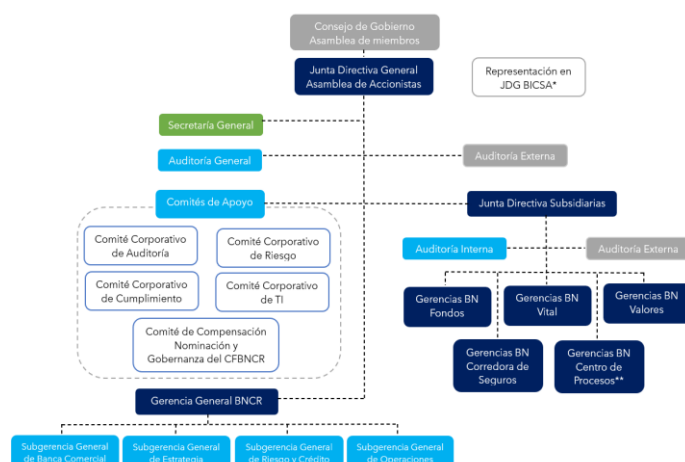 Consejo de Gobierno
Asamblea de miembros
Junta Directiva General
Asamblea de Accionistas
Representación en
JDG BICSA*
Secretaría General
Auditoría General
Auditoría Externa
Comités de Apoyo
Junta Directiva Subsidiarias
Comité Corporativo
de Auditoría
Comité Corporativo
de Riesgo
Comité Corporativo
de Cumplimiento
Comité Corporativo
de TI
Comité de Compensación
Nominación y
Gobernanza del CFBNCR
Auditoría Interna
Auditoría Externa
Gerencias BN
Fondos
Gerencias BN
Vital
Gerencias BN
Valores
Gerencias BN
Corredora de
Seguros
Gerencias BN
Centro de
Procesos**
Gerencia General BNCR
Subgerencia General
de Banca Comercial
Subgerencia General
de Estrategia
Subgerencia General
de Riesgo y Crédito
Subgerencia General
de Operaciones